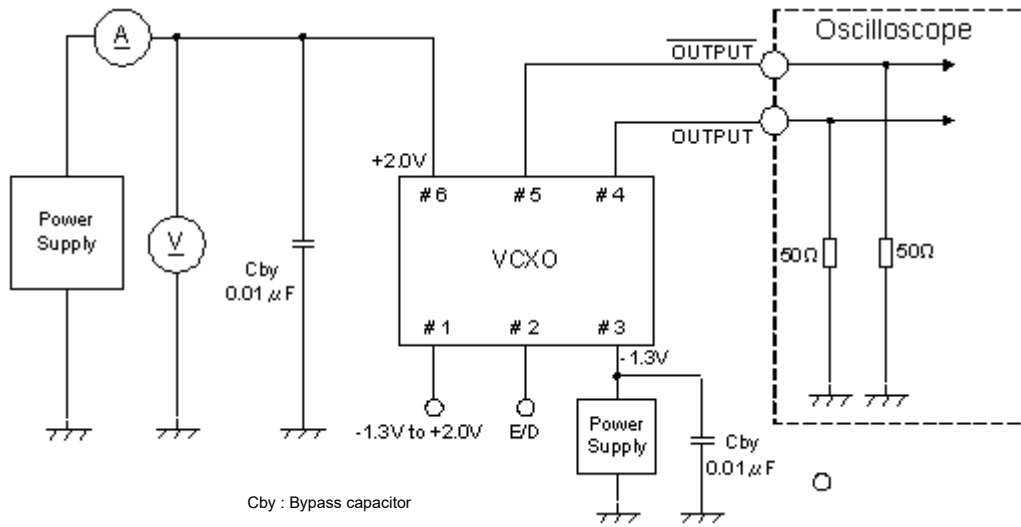 A
Oscilloscope
OUTPUT
OUTPUT
+2.0V
#6 #5 #4
Power
Supply
V
VCXO
50Ω 50Ω
Cby
0.01μF
#1 #2 #3
-1.3V
-1.3V to +2.0V
E/D
Power
Supply
Cby
0.01μF
Cby : Bypass capacitor